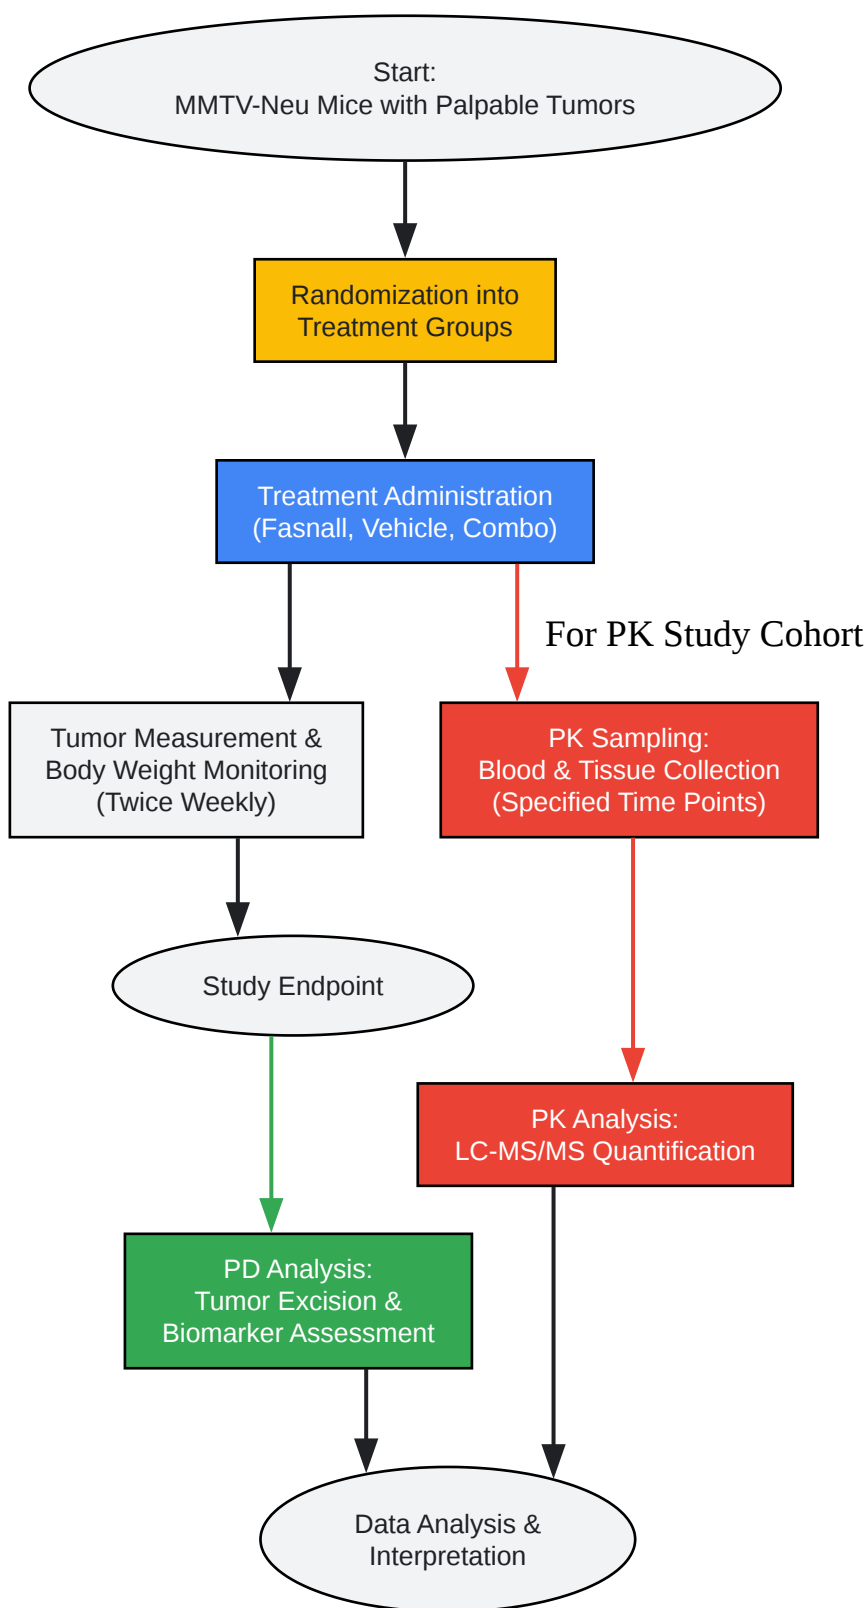 Start:
MMTV-Neu Mice with Palpable Tumors
Randomization into
Treatment Groups
Treatment Administration
(Fasnall, Vehicle, Combo)
For PK Study Cohort
Tumor Measurement &
Body Weight Monitoring
(Twice Weekly)
PK Sampling:
Blood & Tissue Collection
(Specified Time Points)
Study Endpoint
PK Analysis:
LC-MS/MS Quantification
PD Analysis:
Tumor Excision &
Biomarker Assessment
Data Analysis &
Interpretation